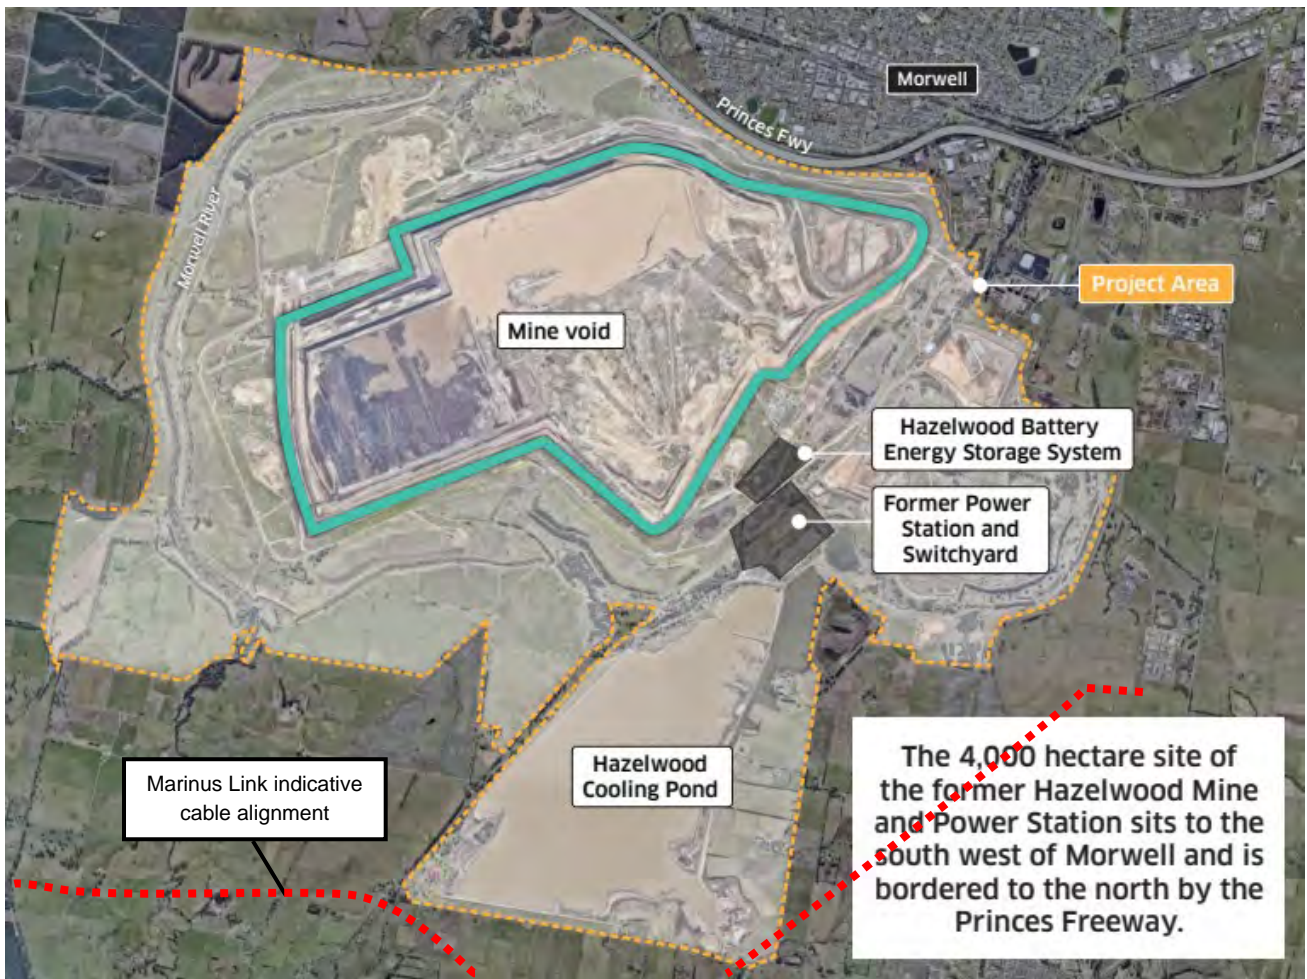 Morwell
Princes Fwy
Morwell River
Project Area
Mine void
Hazelwood Battery
Energy Storage System
Former Power
Station and
Switchyard
Hazelwood
Cooling Pond
Marinus Link indicative
cable alignment
The 4,000 hectare site of
the former Hazelwood Mine
and Power Station sits to the
south west of Morwell and is
bordered to the north by the
Princes Freeway.